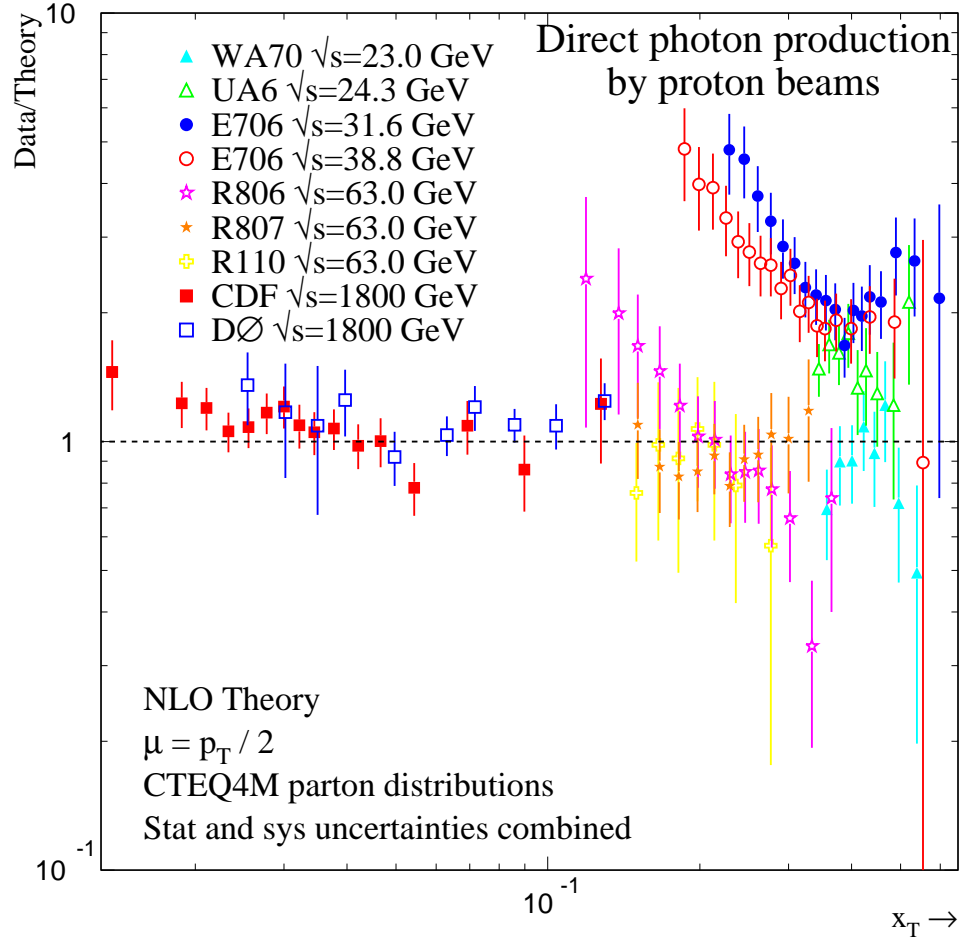 10
Data/Theory
Direct photon production
by proton beams
WA70 √s=23.0 GeV
UA6 √s=24.3 GeV
E706 √s=31.6 GeV
E706 √s=38.8 GeV
R806 √s=63.0 GeV
R807 √s=63.0 GeV
R110 √s=63.0 GeV
CDF √s=1800 GeV
DØ √s=1800 GeV
1
NLO Theory
μ = p_T / 2
CTEQ4M parton distributions
Stat and sys uncertainties combined
10⁻¹
10⁻¹
x_T →